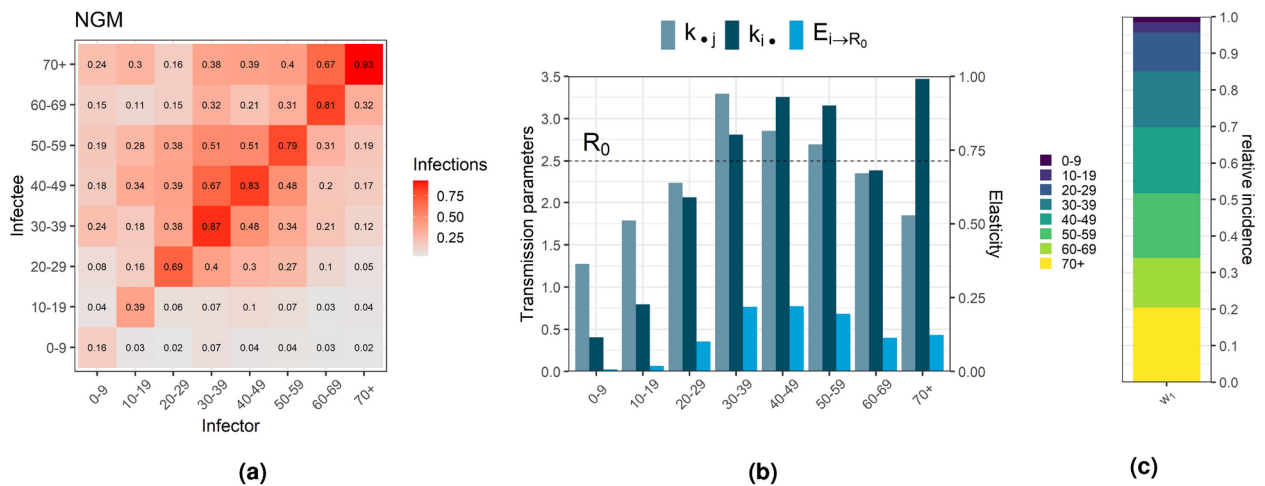 NGM
70+ 0.24 0.3 0.16 0.38 0.39 0.4 0.67 0.93
60-69 0.15 0.11 0.15 0.32 0.21 0.31 0.81 0.32
50-59 0.19 0.28 0.38 0.51 0.51 0.79 0.31 0.19
40-49 0.18 0.34 0.39 0.67 0.83 0.48 0.2 0.17
30-39 0.24 0.18 0.38 0.87 0.48 0.34 0.21 0.12
20-29 0.08 0.16 0.69 0.4 0.3 0.27 0.1 0.05
10-19 0.04 0.39 0.06 0.07 0.1 0.07 0.03 0.04
0-9 0.16 0.03 0.02 0.07 0.04 0.04 0.03 0.02
0-9 10-19 20-29 30-39 40-49 50-59 60-69 70+
Infectee
Infector
Infections
0.75
0.50
0.25
(a)
k•j ki• Ei→R0
3.5
3.0
2.5
2.0
1.5
1.0
0.5
0.0
Transmission parameters
R0
1.00
0.75
0.50
0.25
0.00
Elasticity
0-9 10-19 20-29 30-39 40-49 50-59 60-69 70+
(b)
0-9
10-19
20-29
30-39
40-49
50-59
60-69
70+
1.0
0.9
0.8
0.7
0.6
0.5
0.4
0.3
0.2
0.1
0.0
relative incidence
w1
(c)